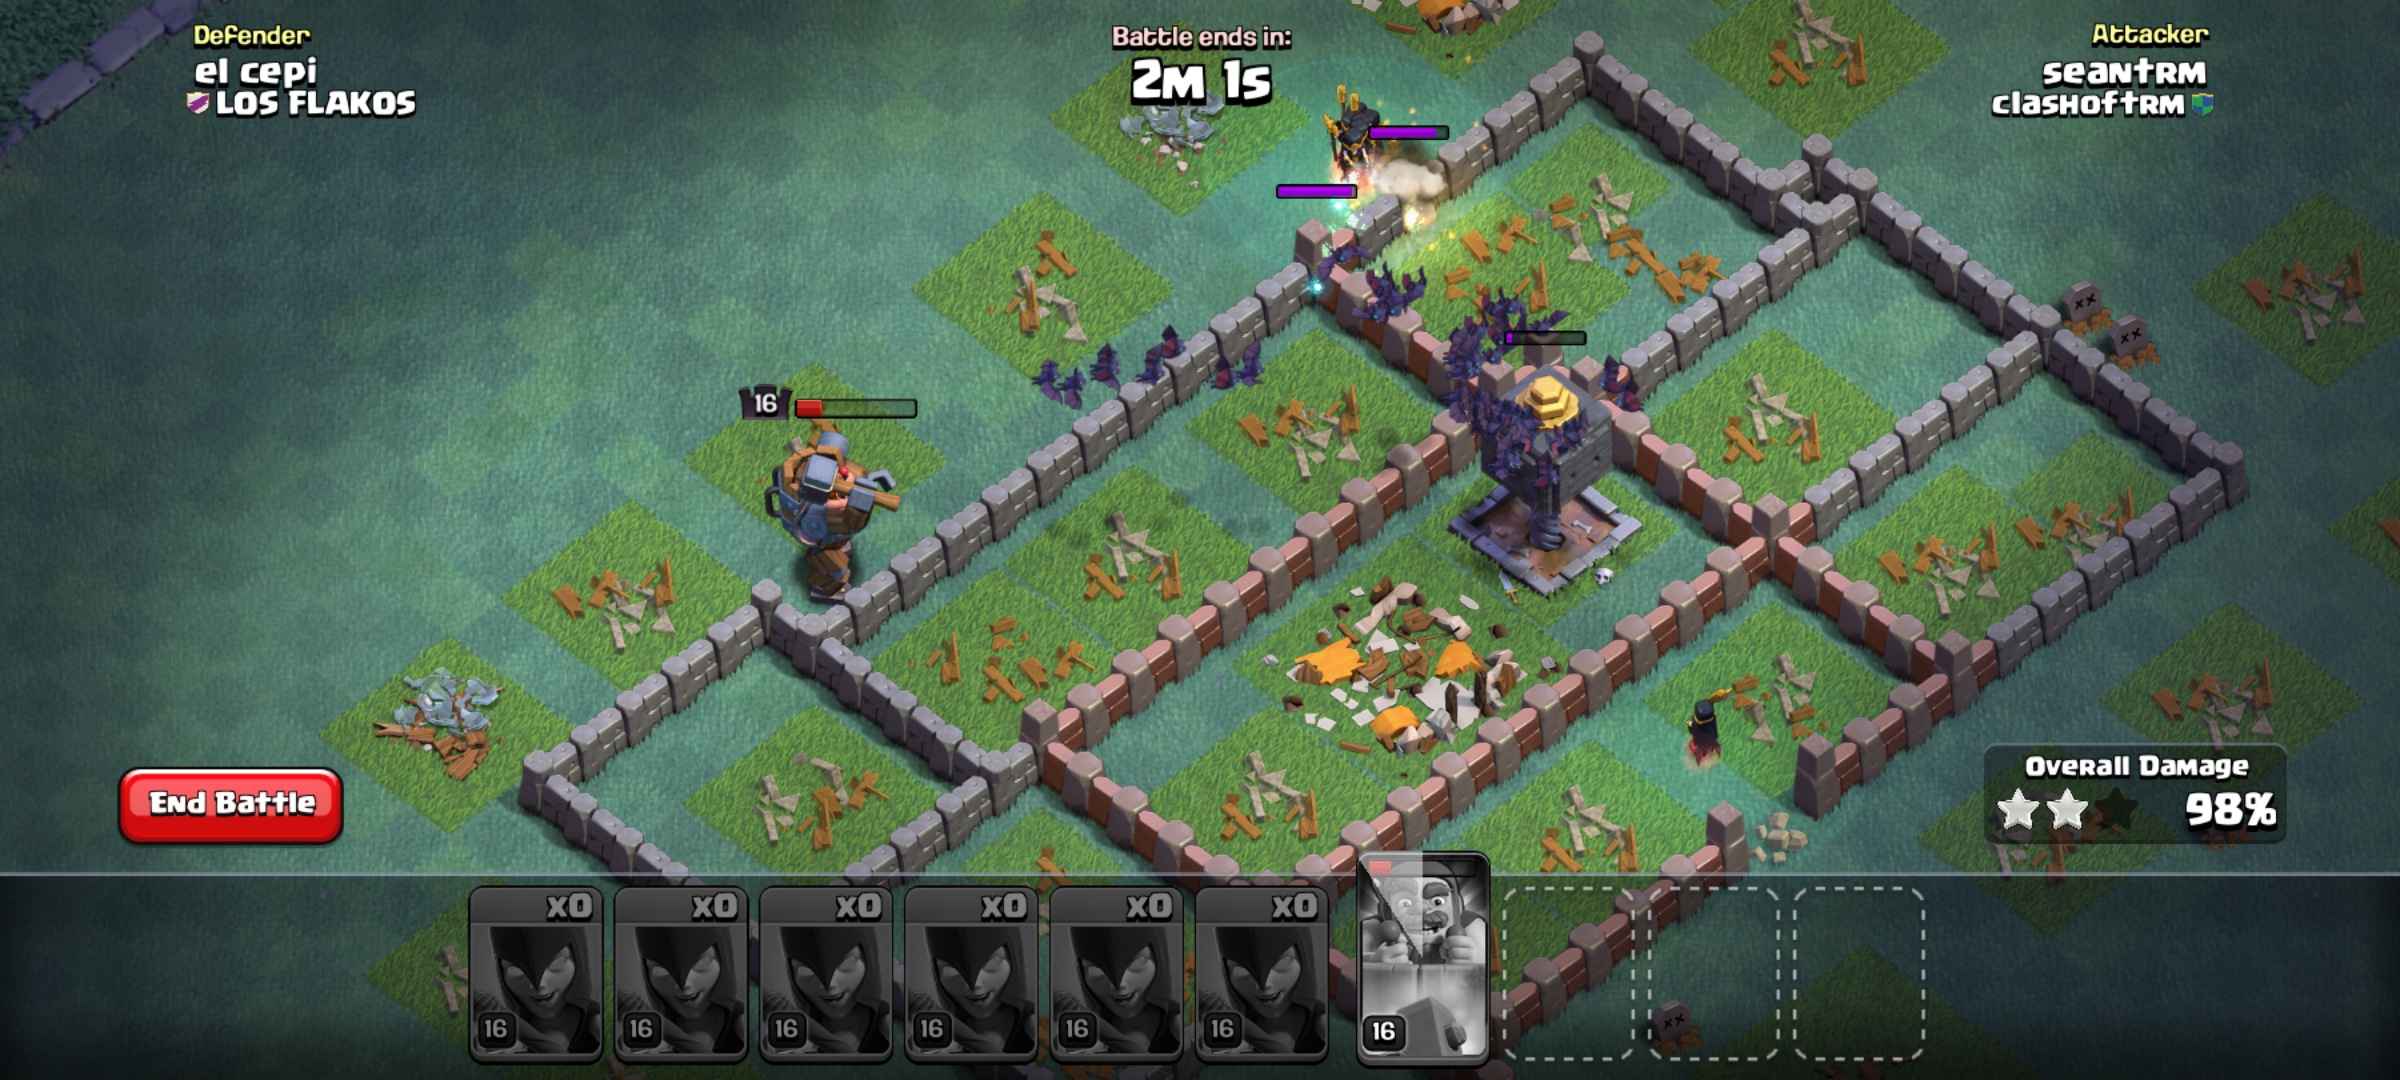 Defender
el cepi
LOS FLAKOS
Battle ends in:
2M 1s
Attacker
seantRM
clashoftRM
16
End Battle
Overall Damage
98%
x0
x0
x0
x0
x0
x0
16
16
16
16
16
16
16